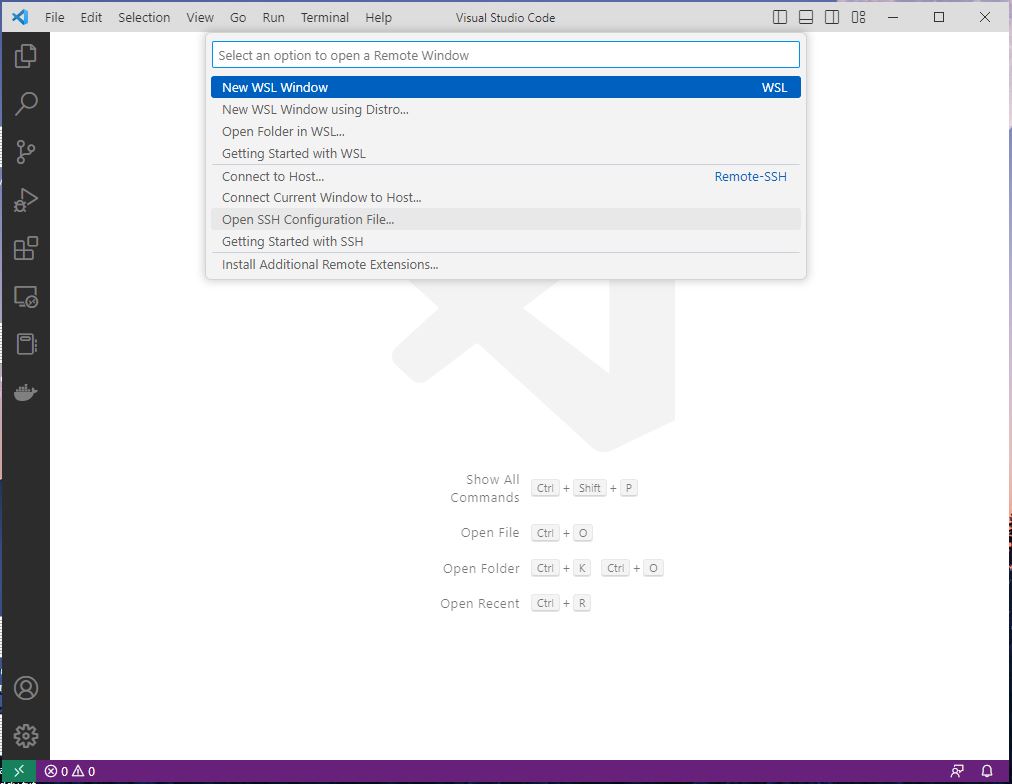 File Edit Selection View Go Run Terminal Help Visual Studio Code
Select an option to open a Remote Window
New WSL Window WSL
New WSL Window using Distro...
Open Folder in WSL...
Getting Started with WSL
Connect to Host... Remote-SSH
Connect Current Window to Host...
Open SSH Configuration File...
Getting Started with SSH
Install Additional Remote Extensions...
Show All
Commands Ctrl + Shift + P
Open File Ctrl + O
Open Folder Ctrl + K Ctrl + O
Open Recent Ctrl + R
0 0